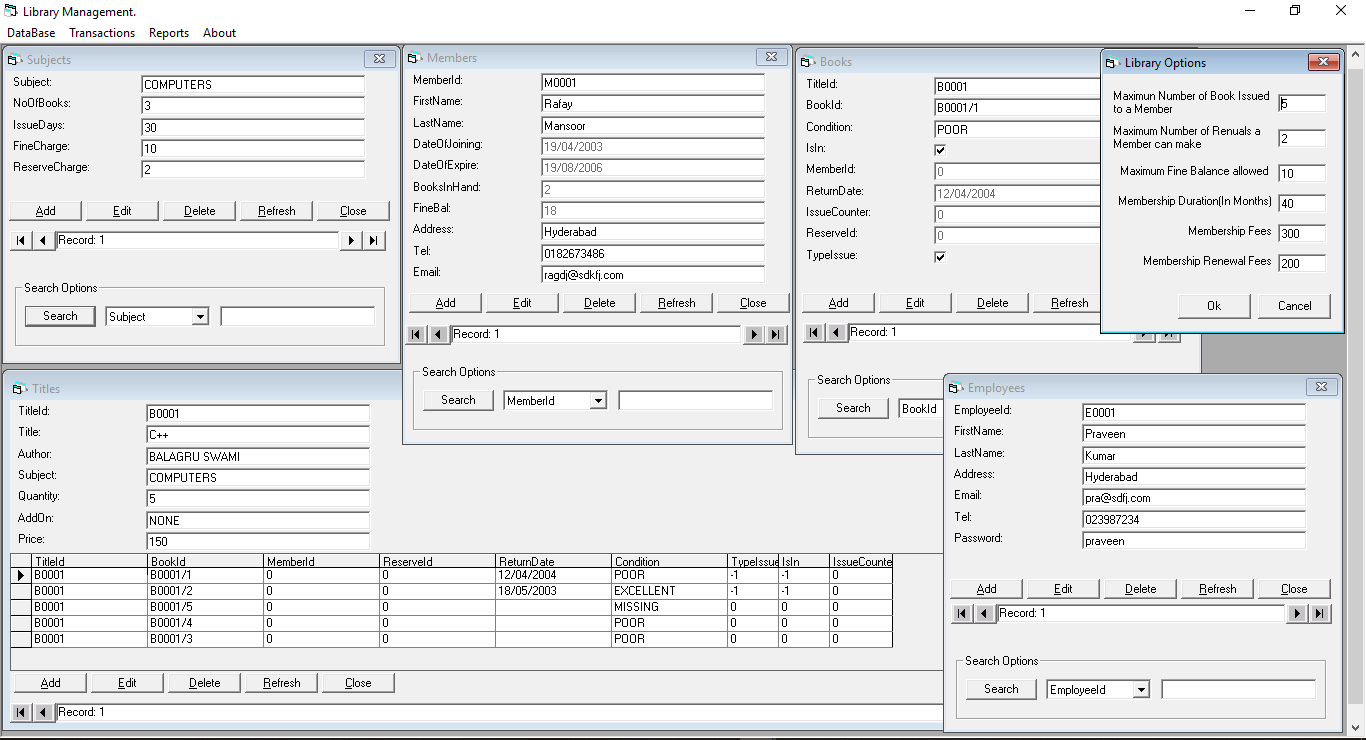 Library Management.
DataBase Transactions Reports About
Subjects
Subject: COMPUTERS
NoOfBooks: 3
IssueDays: 30
FineCharge: 10
ReserveCharge: 2
Add Edit Delete Refresh Close
Record: 1
Search Options
Search Subject
Members
MemberId: M0001
FirstName: Rafay
LastName: Mansoor
DateOfJoining: 19/04/2003
DateOfExpire: 19/08/2006
BooksInHand: 2
FineBal: 18
Address: Hyderabad
Tel: 0182673486
Email: ragdj@sdkfj.com
Add Edit Delete Refresh Close
Record: 1
Search Options
Search MemberId
Books
TitleId: B0001
BookId: B0001/1
Condition: POOR
IsIn:
MemberId: 0
ReturnDate: 12/04/2004
IssueCounter: 0
ReserveId: 0
TypeIssue:
Add Edit Delete Refresh
Record: 1
Search Options
Search BookId
Library Options
Maximun Number of Book Issued
to a Member 5
Maximum Number of Renuals a
Member can make 2
Maximum Fine Balance allowed 10
Membership Duration(In Months) 40
Membership Fees 300
Membership Renewal Fees 200
Ok Cancel
Titles
TitleId: B0001
Title: C++
Author: BALAGRU SWAMI
Subject: COMPUTERS
Quantity: 5
AddOn: NONE
Price: 150
TitleId BookId MemberId ReserveId ReturnDate Condition TypeIssue IsIn IssueCounte
B0001 B0001/1 0 0 12/04/2004 POOR -1 -1 0
B0001 B0001/2 0 0 18/05/2003 EXCELLENT -1 -1 0
B0001 B0001/5 0 0 MISSING 0 0 0
B0001 B0001/4 0 0 POOR 0 0 0
B0001 B0001/3 0 0 POOR 0 0 0
Add Edit Delete Refresh Close
Record: 1
Employees
EmployeeId: E0001
FirstName: Praveen
LastName: Kumar
Address: Hyderabad
Email: pra@sdfj.com
Tel: 023987234
Password: praveen
Add Edit Delete Refresh Close
Record: 1
Search Options
Search EmployeeId